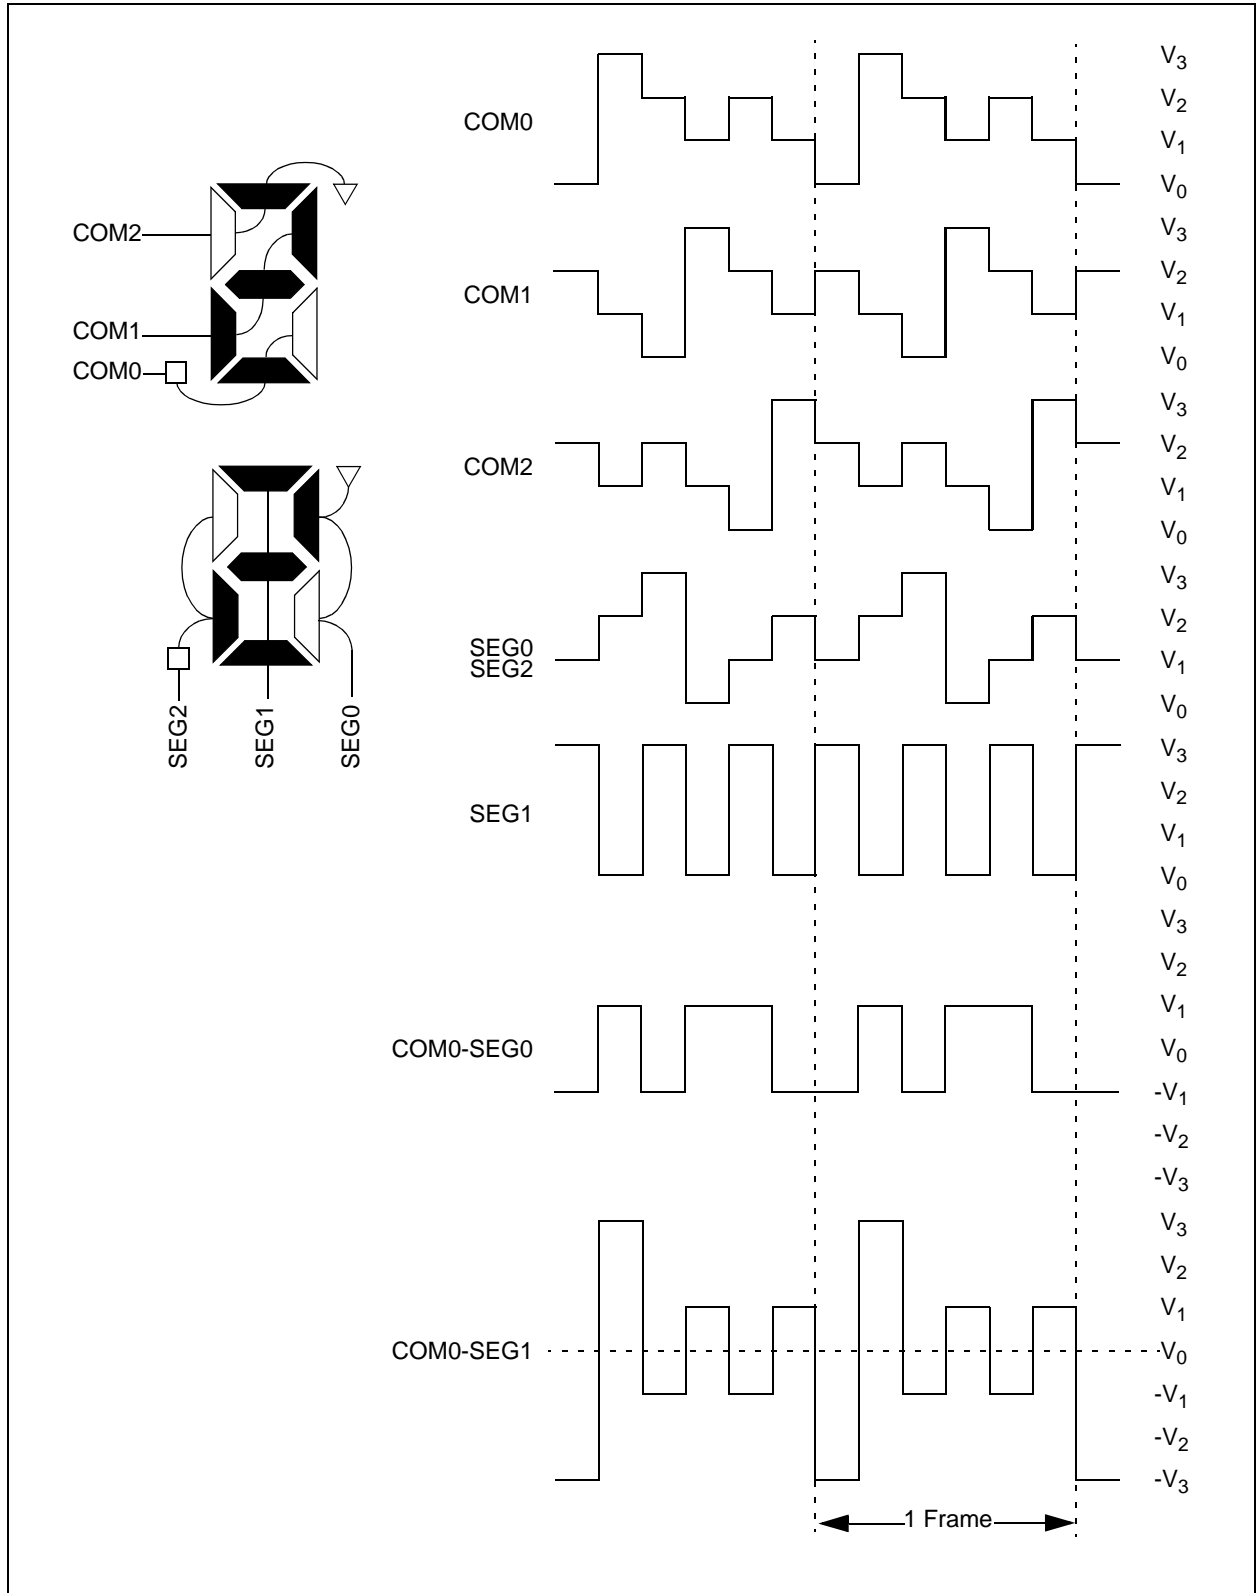 COM2
COM1
COM0
SEG2
SEG1
SEG0
COM0
V3
V2
V1
V0
COM1
V3
V2
V1
V0
COM2
V3
V2
V1
V0
SEG0
SEG2
V3
V2
V1
V0
SEG1
V3
V2
V1
V0
COM0-SEG0
V3
V2
V1
V0
-V1
-V2
-V3
COM0-SEG1
V3
V2
V1
V0
-V1
-V2
-V3
1 Frame